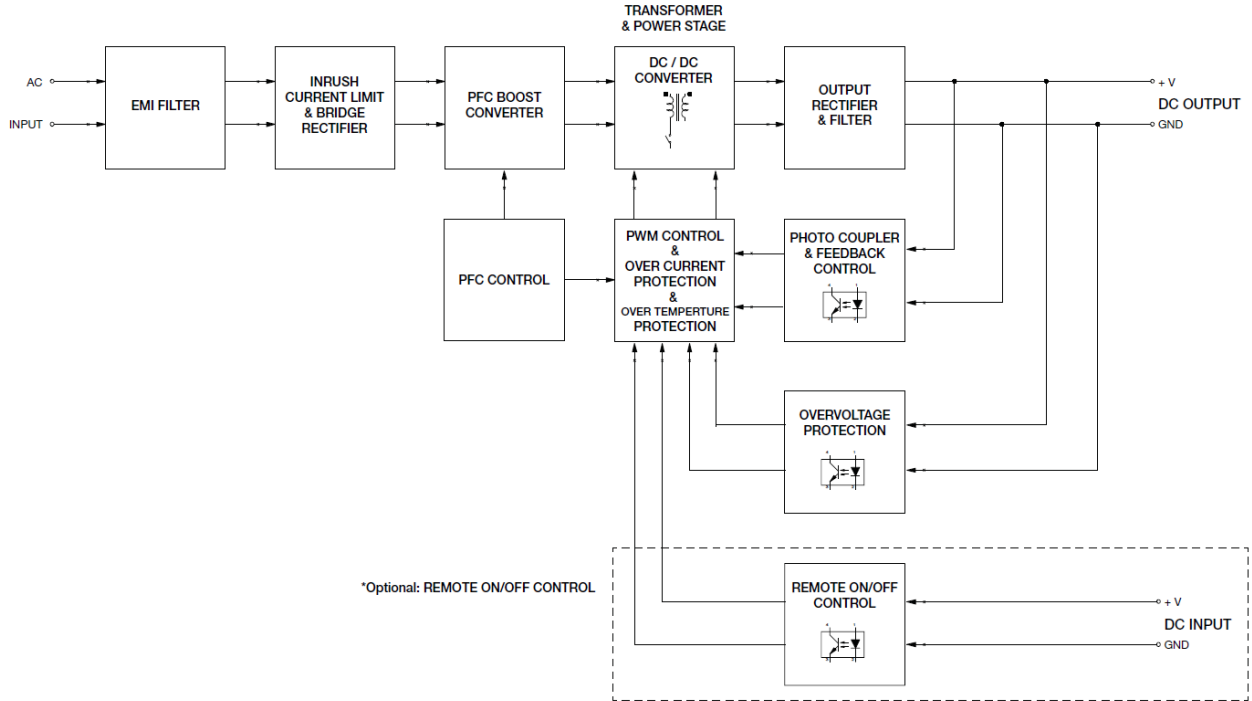 TRANSFORMER
& POWER STAGE
AC
INPUT
EMI FILTER
INRUSH
CURRENT LIMIT
& BRIDGE
RECTIFIER
PFC BOOST
CONVERTER
DC / DC
CONVERTER
OUTPUT
RECTIFIER
& FILTER
+ V
DC OUTPUT
GND
PFC CONTROL
PWM CONTROL
&
OVER CURRENT
PROTECTION
&
OVER TEMPERTURE
PROTECTION
PHOTO COUPLER
& FEEDBACK
CONTROL
OVERVOLTAGE
PROTECTION
*Optional: REMOTE ON/OFF CONTROL
REMOTE ON/OFF
CONTROL
+ V
DC INPUT
GND